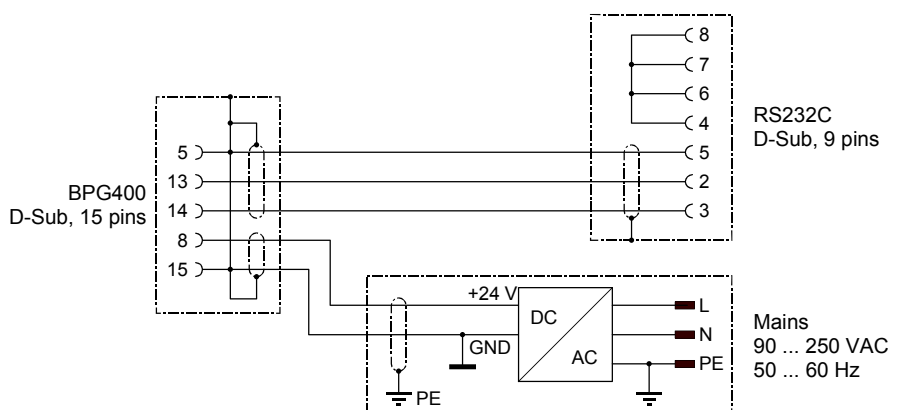 8
7
6
4
5
2
3
RS232C
D-Sub, 9 pins
BPG400
D-Sub, 15 pins
5
13
14
8
15
+24 V
GND
PE
DC
AC
L
N
PE
Mains
90 ... 250 VAC
50 ... 60 Hz